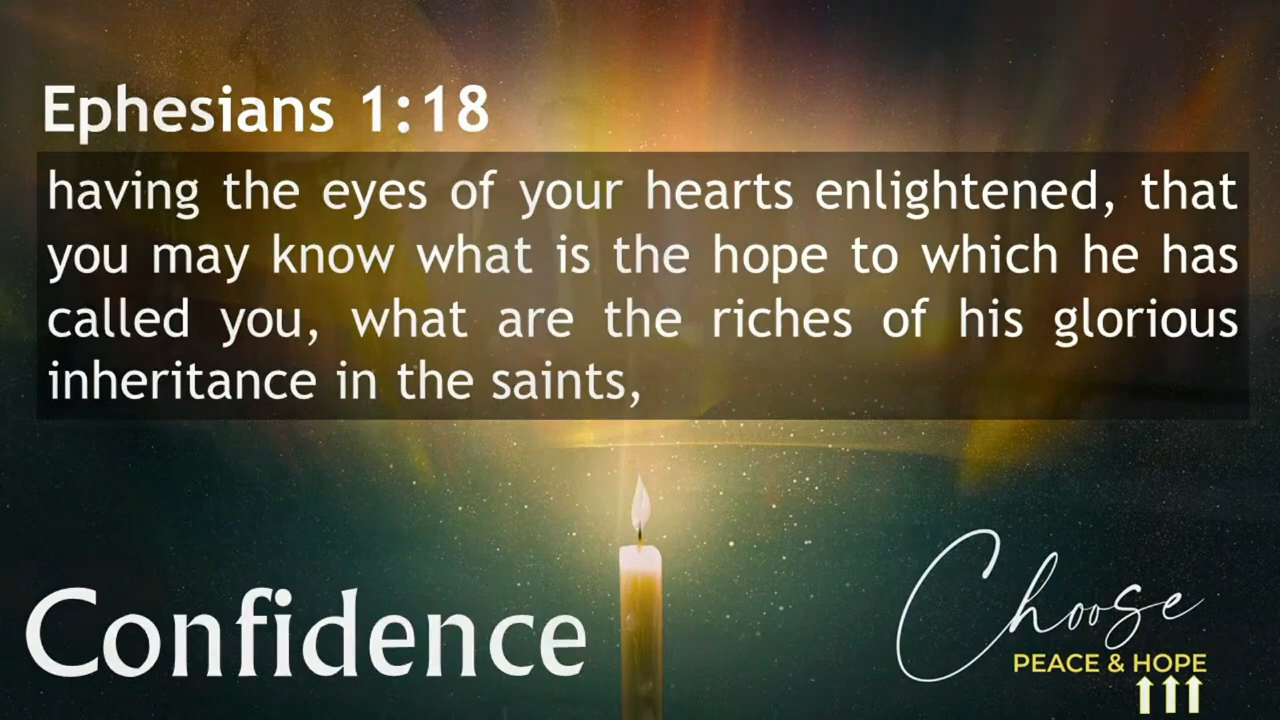 Ephesians 1:18
having the eyes of your hearts enlightened, that
you may know what is the hope to which he has
called you, what are the riches of his glorious
inheritance in the saints,
Confidence
Choose
PEACE & HOPE